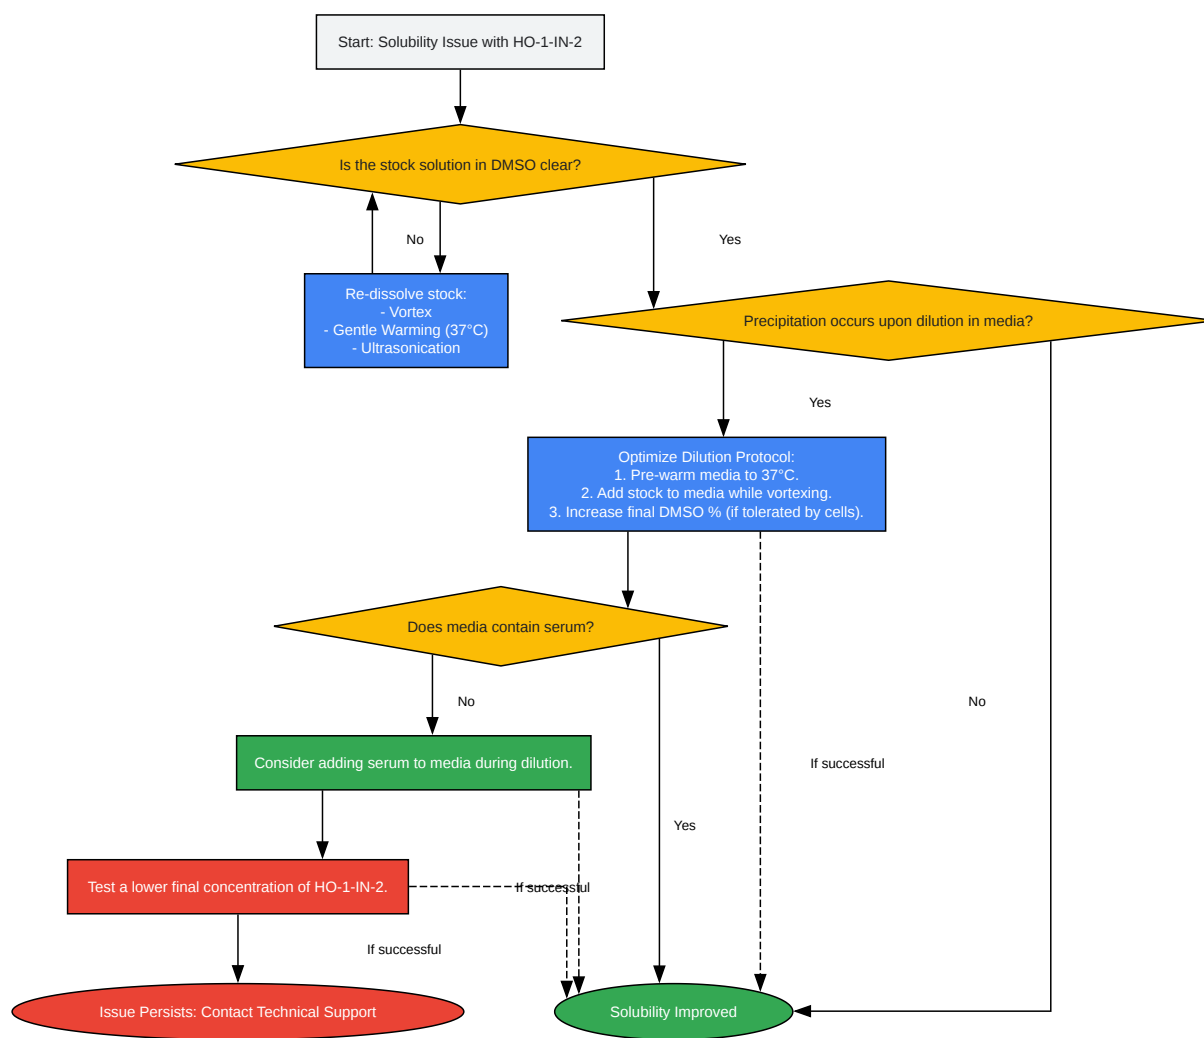 Start: Solubility Issue with HO-1-IN-2
Is the stock solution in DMSO clear?
No
Yes
Re-dissolve stock:
- Vortex
- Gentle Warming (37°C)
- Ultrasonication
Precipitation occurs upon dilution in media?
Yes
Optimize Dilution Protocol:
1. Pre-warm media to 37°C.
2. Add stock to media while vortexing.
3. Increase final DMSO % (if tolerated by cells).
Does media contain serum?
No
No
Consider adding serum to media during dilution.
If successful
Yes
Test a lower final concentration of HO-1-IN-2.
If successful
If successful
Issue Persists: Contact Technical Support
Solubility Improved